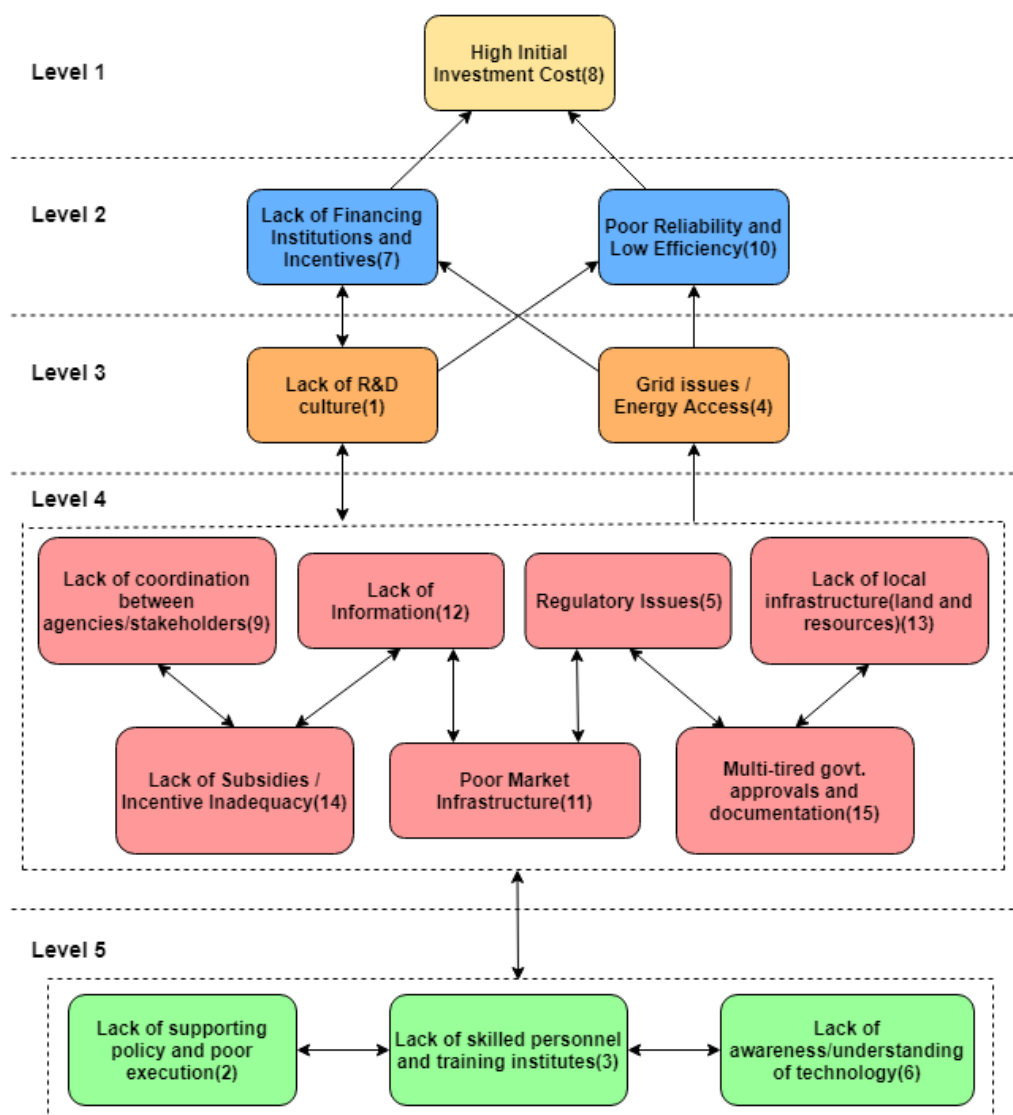 Level 1
High Initial
Investment Cost(8)
Level 2
Lack of Financing
Institutions and
Incentives(7)
Poor Reliability and
Low Efficiency(10)
Level 3
Lack of R&D
culture(1)
Grid issues /
Energy Access(4)
Level 4
Lack of coordination
between
agencies/stakeholders(9)
Lack of
Information(12)
Regulatory Issues(5)
Lack of local
infrastructure(land and
resources)(13)
Lack of Subsidies /
Incentive Inadequacy(14)
Poor Market
Infrastructure(11)
Multi-tired govt.
approvals and
documentation(15)
Level 5
Lack of supporting
policy and poor
execution(2)
Lack of skilled personnel
and training institutes(3)
Lack of
awareness/understanding
of technology(6)